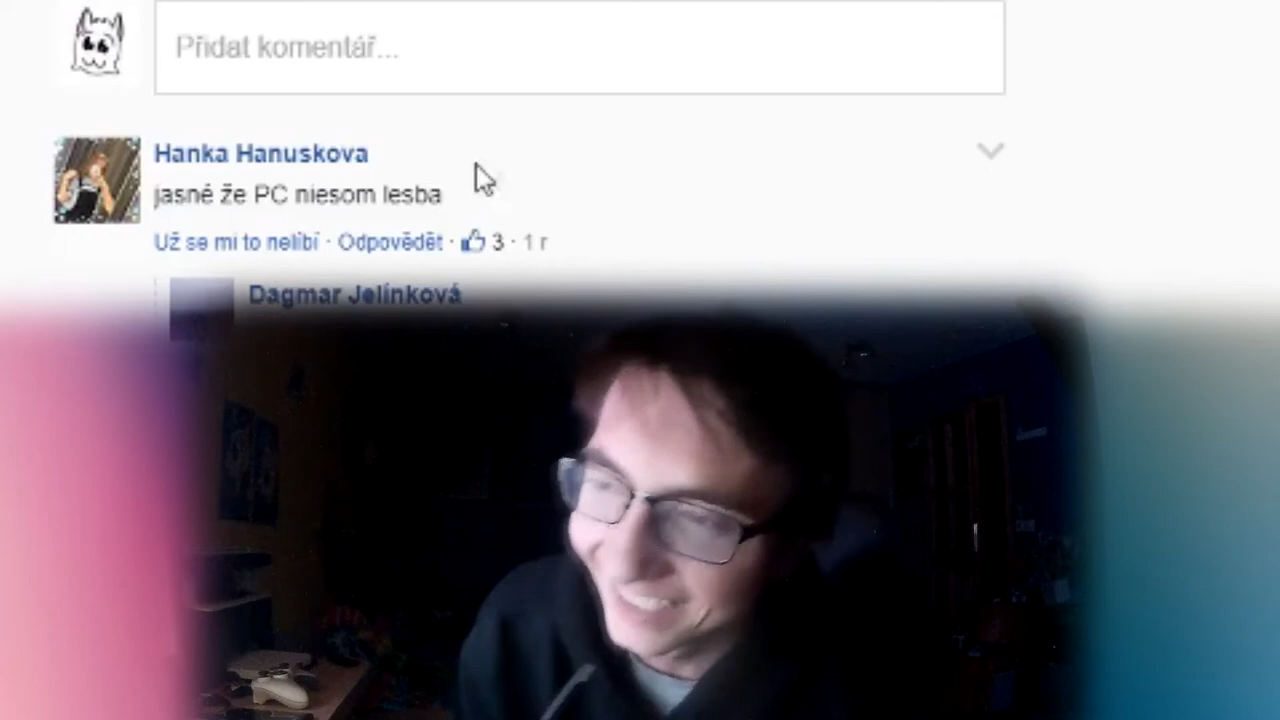 Přidat komentář...
Hanka Hanuskova
jasné že PC niesom lesba
Už se mi to nelíbí · Odpovědět · 3 · 1 r
Dagmar Jelínková